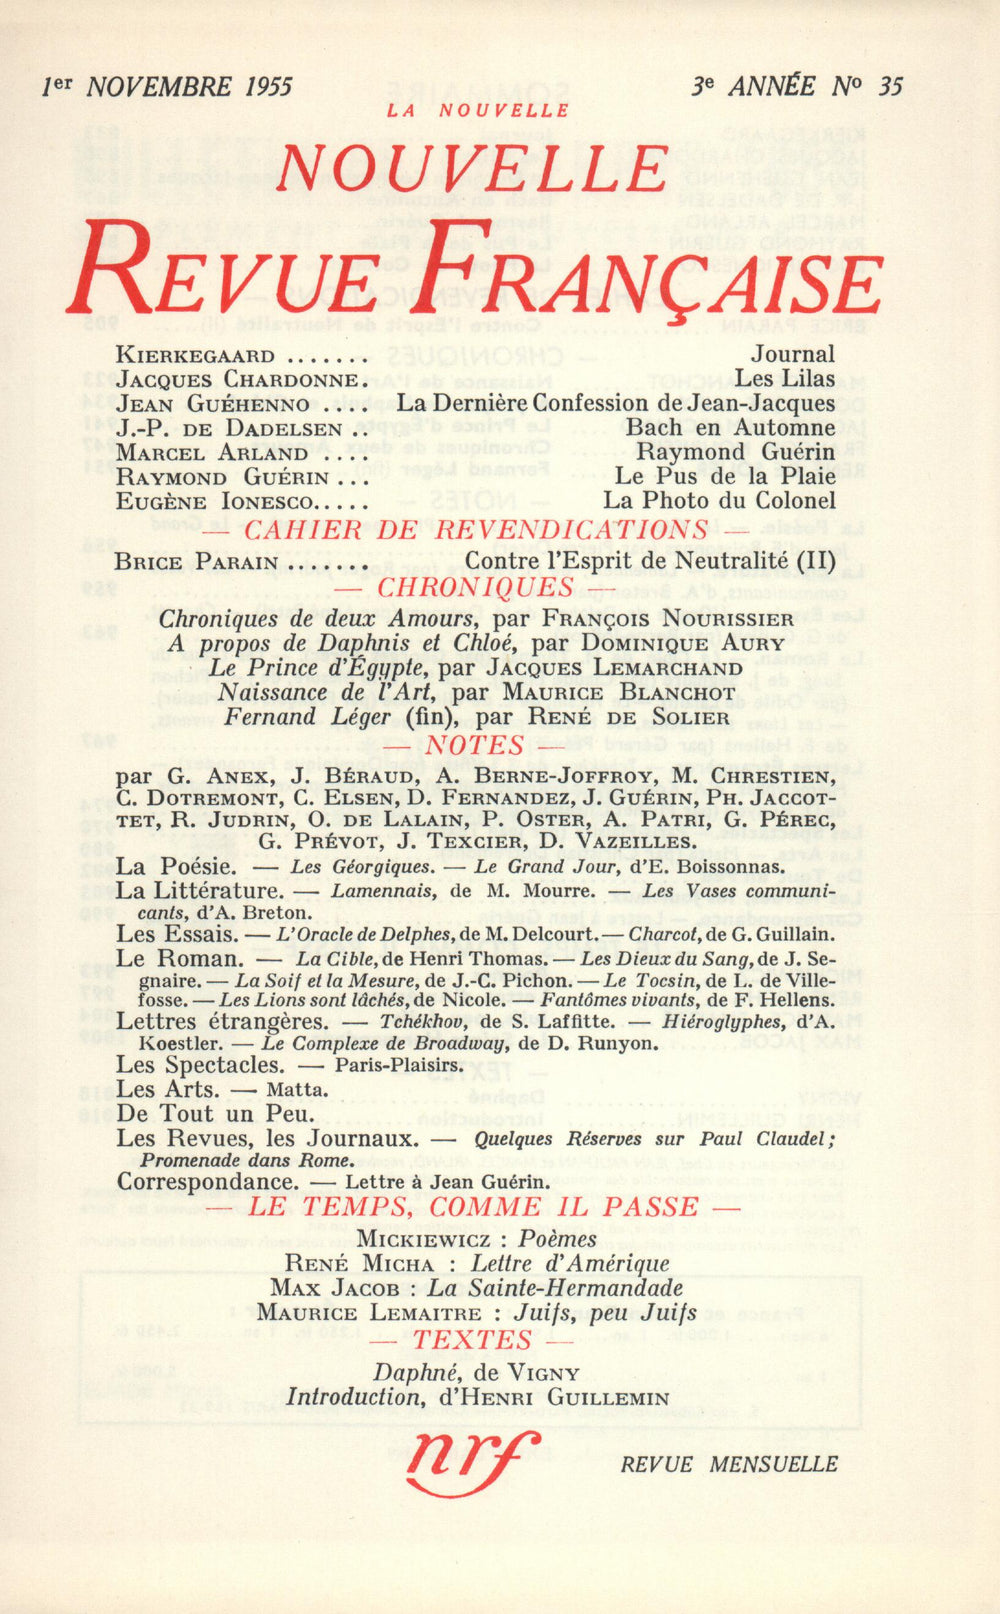 1er NOVEMBRE 1955 3e ANNÉE No 35
LA NOUVELLE
NOUVELLE
REVUE FRANÇAISE
KIERKEGAARD ....... Journal
JACQUES CHARDONNE. Les Lilas
JEAN GUÉHENNO .... La Dernière Confession de Jean-Jacques
J.-P. DE DADELSEN .. Bach en Automne
MARCEL ARLAND .... Raymond Guérin
RAYMOND GUÉRIN ... Le Pus de la Plaie
EUGÈNE IONESCO..... La Photo du Colonel
— CAHIER DE REVENDICATIONS —
BRICE PARAIN ....... Contre l'Esprit de Neutralité (II)
— CHRONIQUES —
Chroniques de deux Amours, par FRANÇOIS NOURISSIER
A propos de Daphnis et Chloé, par DOMINIQUE AURY
Le Prince d'Égypte, par JACQUES LEMARCHAND
Naissance de l'Art, par MAURICE BLANCHOT
Fernand Léger (fin), par RENÉ DE SOLIER
— NOTES —
par G. ANEX, J. BÉRAUD, A. BERNE-JOFFROY, M. CHRESTIEN,
C. DOTREMONT, C. ELSEN, D. FERNANDEZ, J. GUÉRIN, PH. JACCOT-
TET, R. JUDRIN, O. DE LALAIN, P. OSTER, A. PATRI, G. PÉREC,
G. PRÉVOT, J. TEXCIER, D. VAZEILLES.
La Poésie. — Les Géorgiques. — Le Grand Jour, d'E. Boissonnas.
La Littérature. — Lamennais, de M. Mourre. — Les Vases communi-
cants, d'A. Breton.
Les Essais. — L'Oracle de Delphes, de M. Delcourt. — Charcot, de G. Guillain.
Le Roman. — La Cible, de Henri Thomas. — Les Dieux du Sang, de J. Se-
gnaire. — La Soif et la Mesure, de J.-C. Pichon. — Le Tocsin, de L. de Ville-
fosse. — Les Lions sont lâchés, de Nicole. — Fantômes vivants, de F. Hellens.
Lettres étrangères. — Tchékhov, de S. Laffitte. — Hiéroglyphes, d'A.
Koestler. — Le Complexe de Broadway, de D. Runyon.
Les Spectacles. — Paris-Plaisirs.
Les Arts. — Matta.
De Tout un Peu.
Les Revues, les Journaux. — Quelques Réserves sur Paul Claudel ;
Promenade dans Rome.
Correspondance. — Lettre à Jean Guérin.
— LE TEMPS, COMME IL PASSE —
MICKIEWICZ : Poèmes
RENÉ MICHA : Lettre d'Amérique
MAX JACOB : La Sainte-Hermandade
MAURICE LEMAITRE : Juifs, peu Juifs
— TEXTES —
Daphné, de VIGNY
Introduction, d'HENRI GUILLEMIN
nrf REVUE MENSUELLE